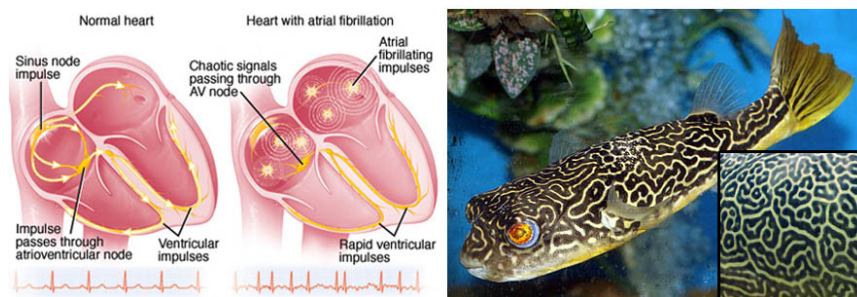 Normal heart
Sinus node
impulse
Impulse
passes through
atrioventricular node
Ventricular
impulses
Heart with atrial fibrillation
Chaotic signals
passing through
AV node
Atrial
fibrillating
impulses
Rapid ventricular
impulses